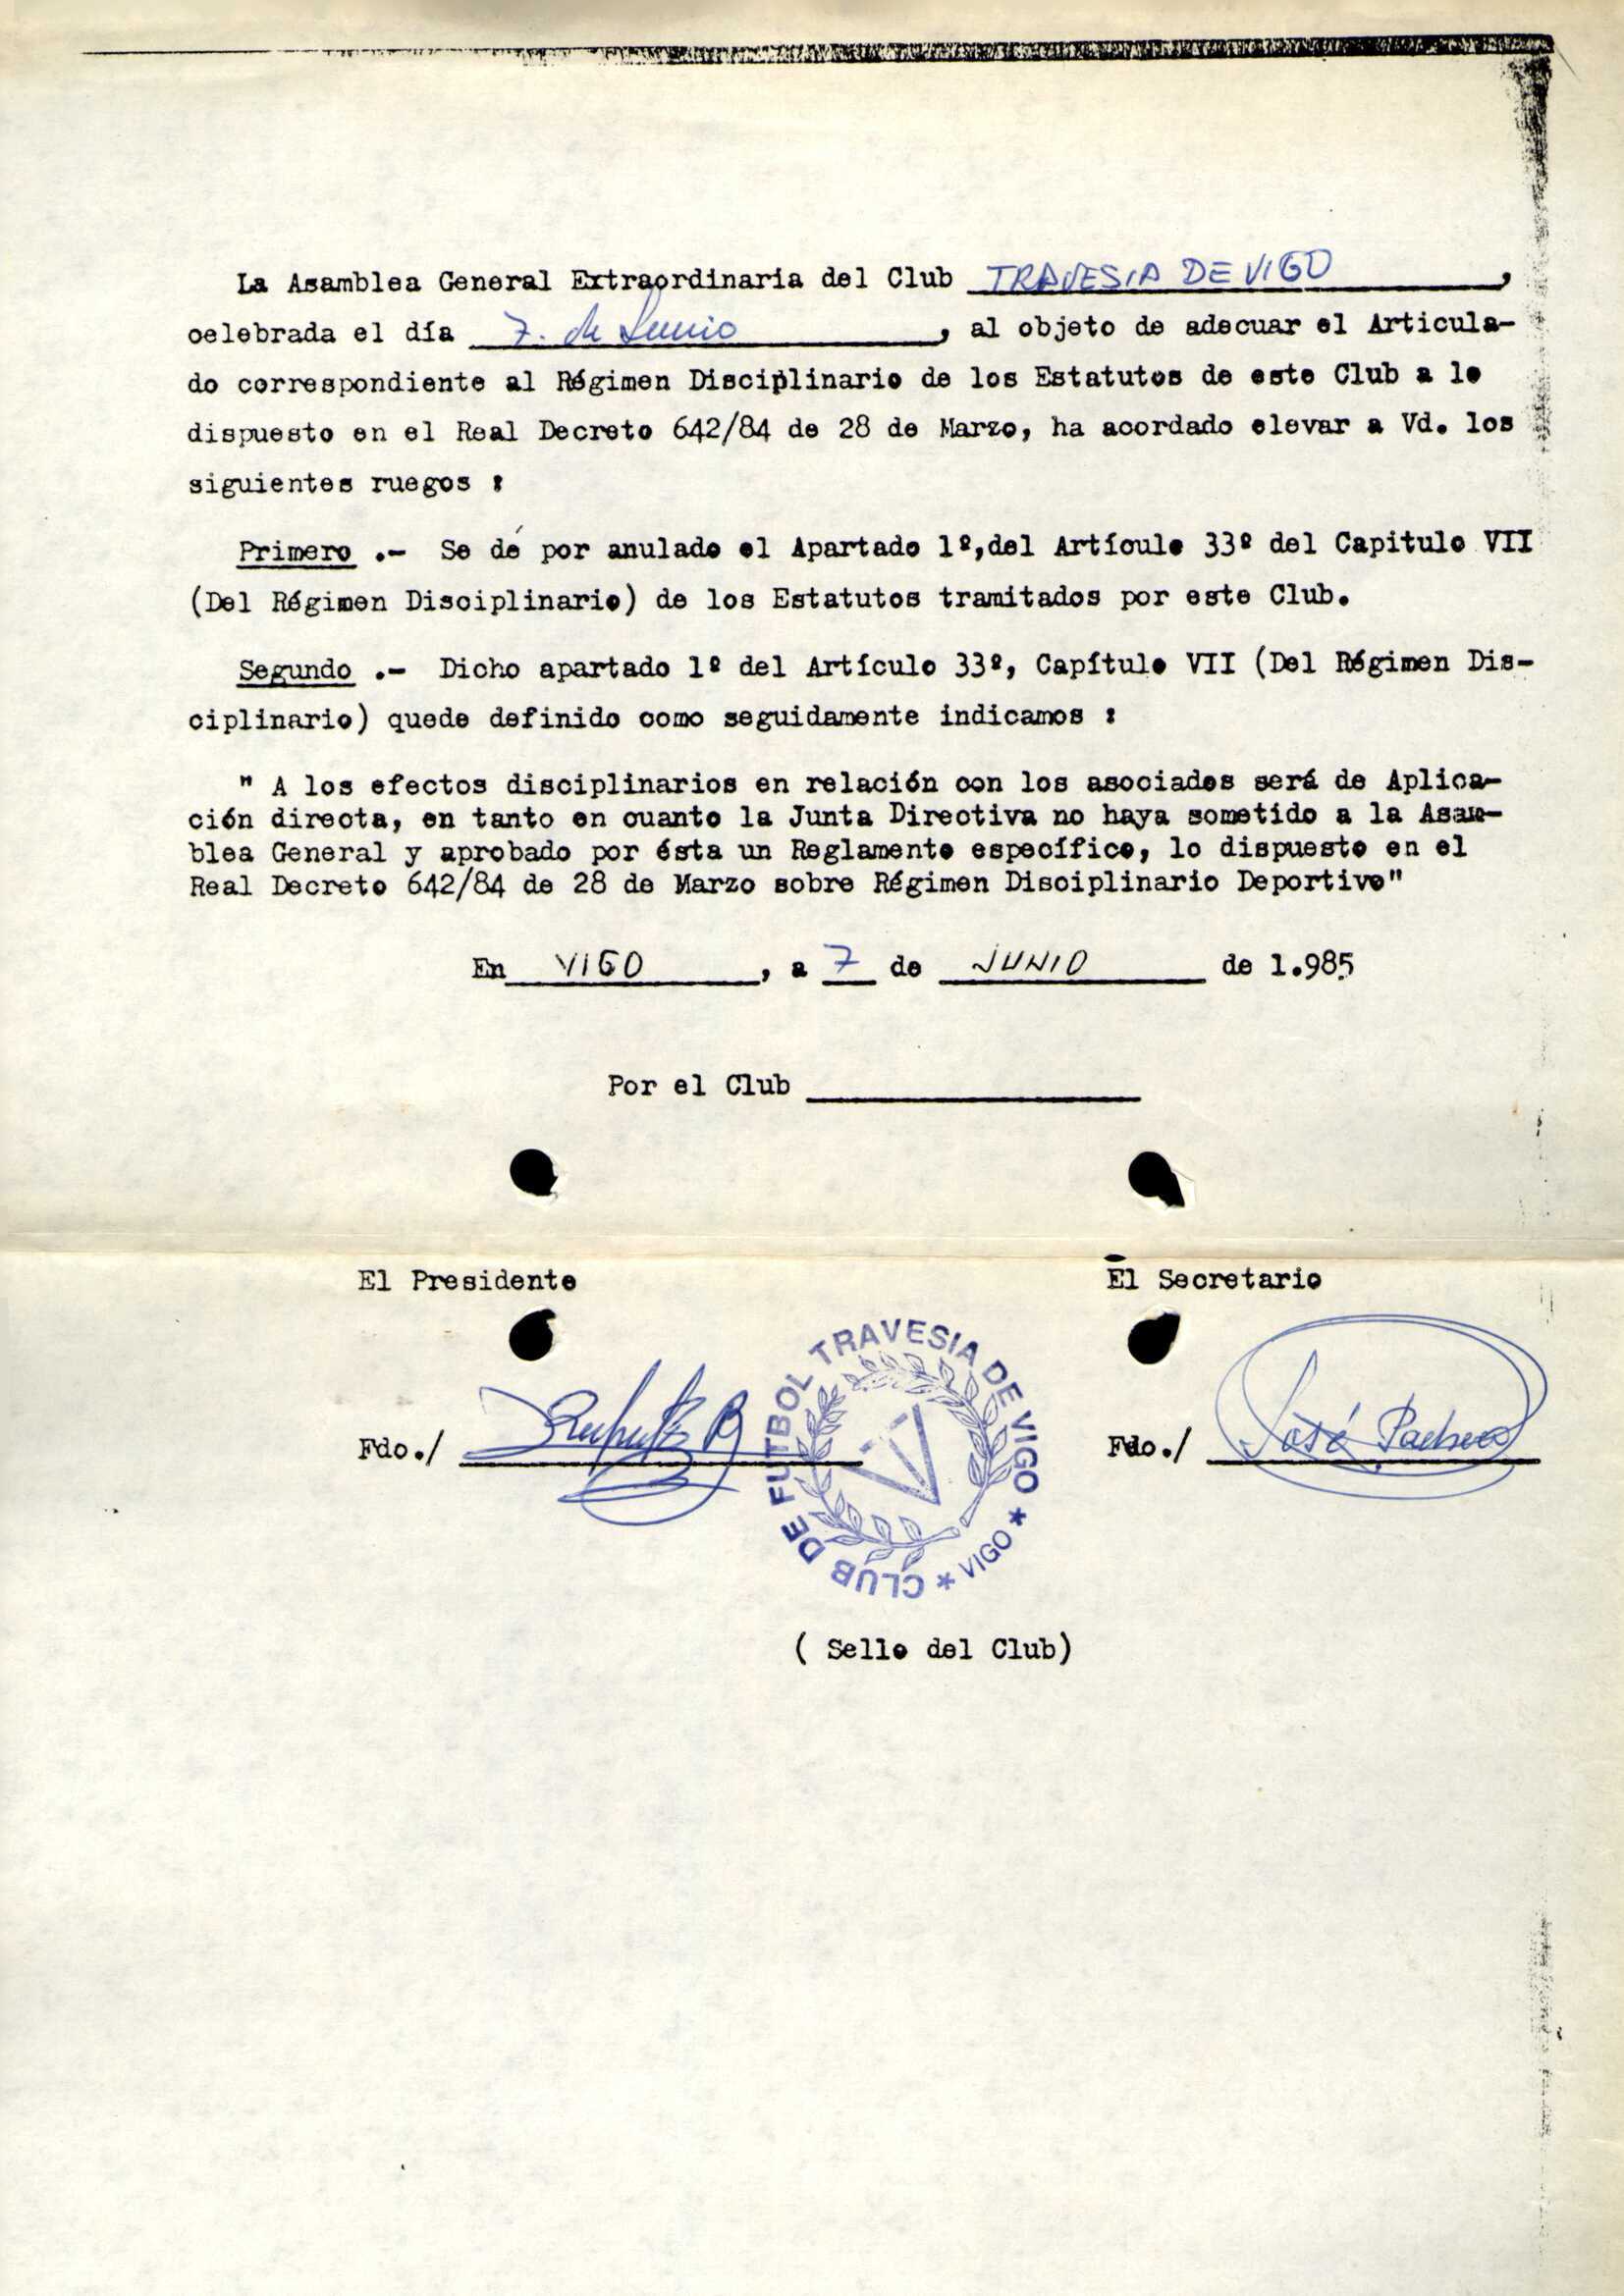 La Asamblea General Extraordinaria del Club TRAVESIA DE VIGO,
celebrada el día 7. de Junio, al objeto de adecuar el Articula-
do correspondiente al Régimen Disciplinario de los Estatutos de este Club a lo
dispuesto en el Real Decreto 642/84 de 28 de Marzo, ha acordado elevar a Vd. los
siguientes ruegos :
Primero .- Se dé por anulado el Apartado 1º, del Artículo 33º del Capitulo VII
(Del Régimen Disciplinario) de los Estatutos tramitados por este Club.
Segundo .- Dicho apartado 1º del Artículo 33º, Capítulo VII (Del Régimen Dis-
ciplinario) quede definido como seguidamente indicamos :
" A los efectos disciplinarios en relación con los asociados será de Aplica-
ción directa, en tanto en cuanto la Junta Directiva no haya sometido a la Asam-
blea General y aprobado por ésta un Reglamento específico, lo dispuesto en el
Real Decreto 642/84 de 28 de Marzo sobre Régimen Disciplinario Deportivo"
En VIGO, a 7 de JUNIO de 1.985
Por el Club
El Presidente El Secretario
Fdo./ Fdo./ José Pacheco
CLUB DE FUTBOL TRAVESIA DE VIGO * VIGO *
( Sello del Club)